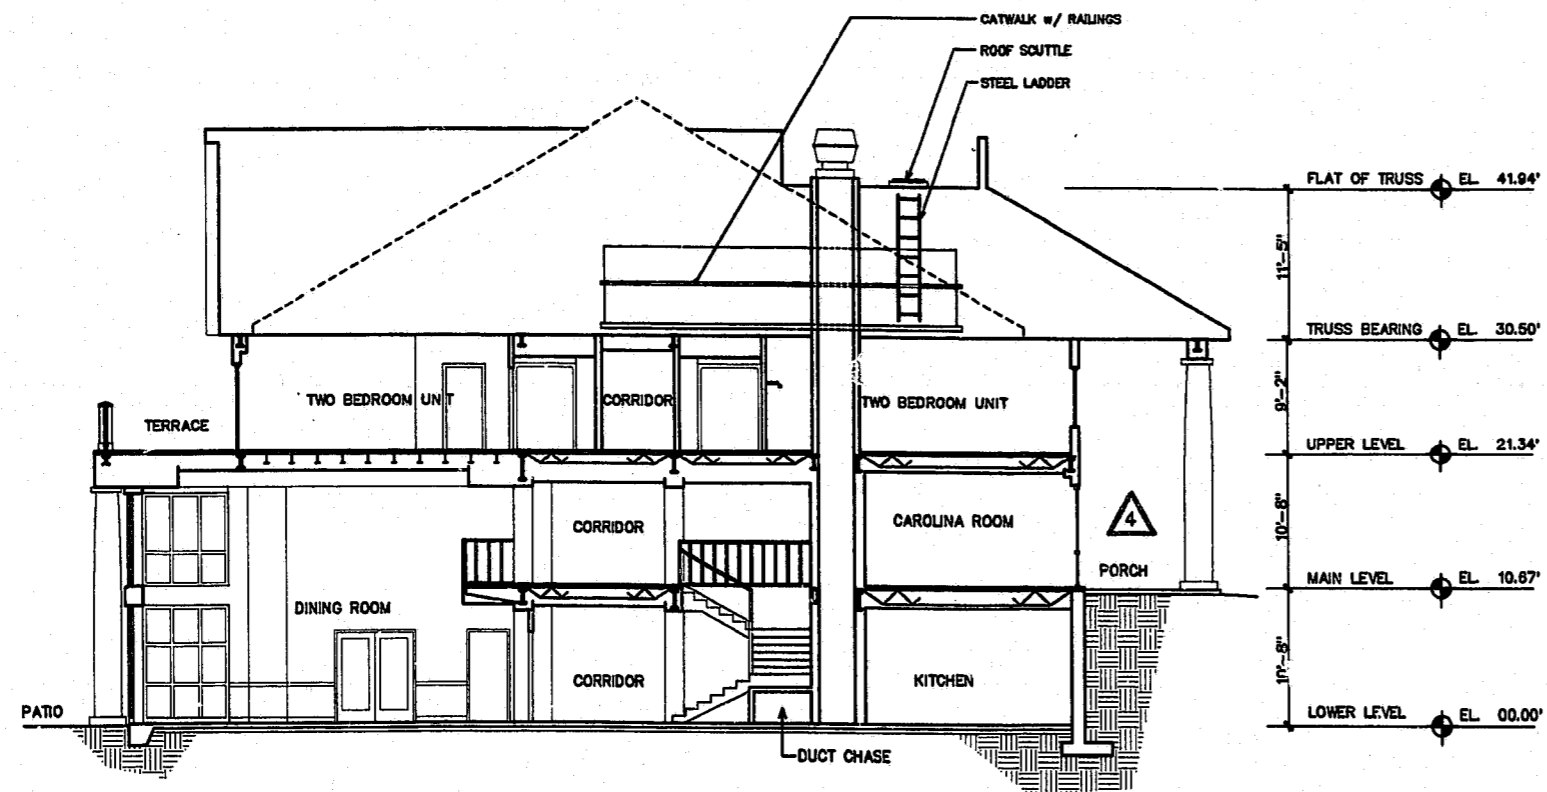 CATWALK w/ RAILINGS
ROOF SCUTTLE
STEEL LADDER
FLAT OF TRUSS EL. 41.94'
11'-5"
TRUSS BEARING EL. 30.50'
TWO BEDROOM UNIT CORRIDOR TWO BEDROOM UNIT
9'-2"
TERRACE
UPPER LEVEL EL. 21.34'
CORRIDOR CAROLINA ROOM 4
10'-8"
PORCH
MAIN LEVEL EL. 10.67'
DINING ROOM
CORRIDOR KITCHEN
10'-8"
PATIO
LOWER LEVEL EL. 00.00'
DUCT CHASE